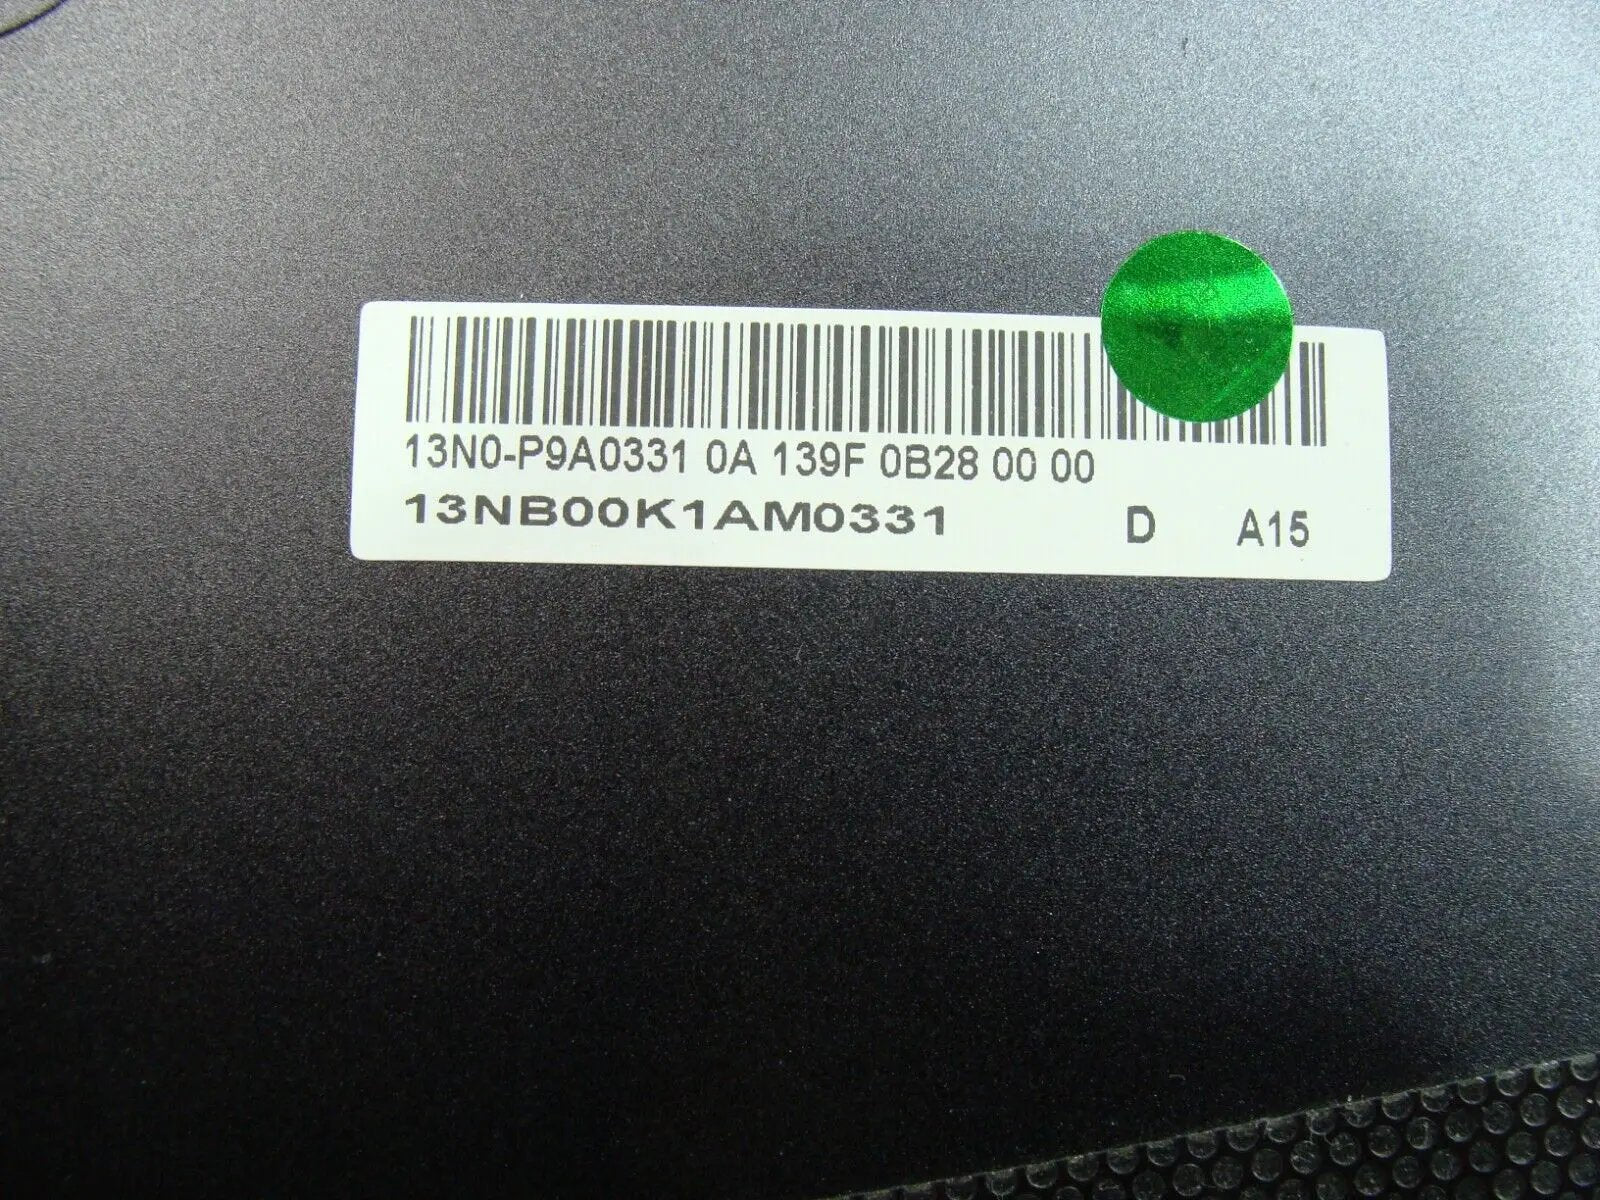 13N0-P9A0331 0A 139F 0B28 00 00
13NB00K1AM0331 D A15